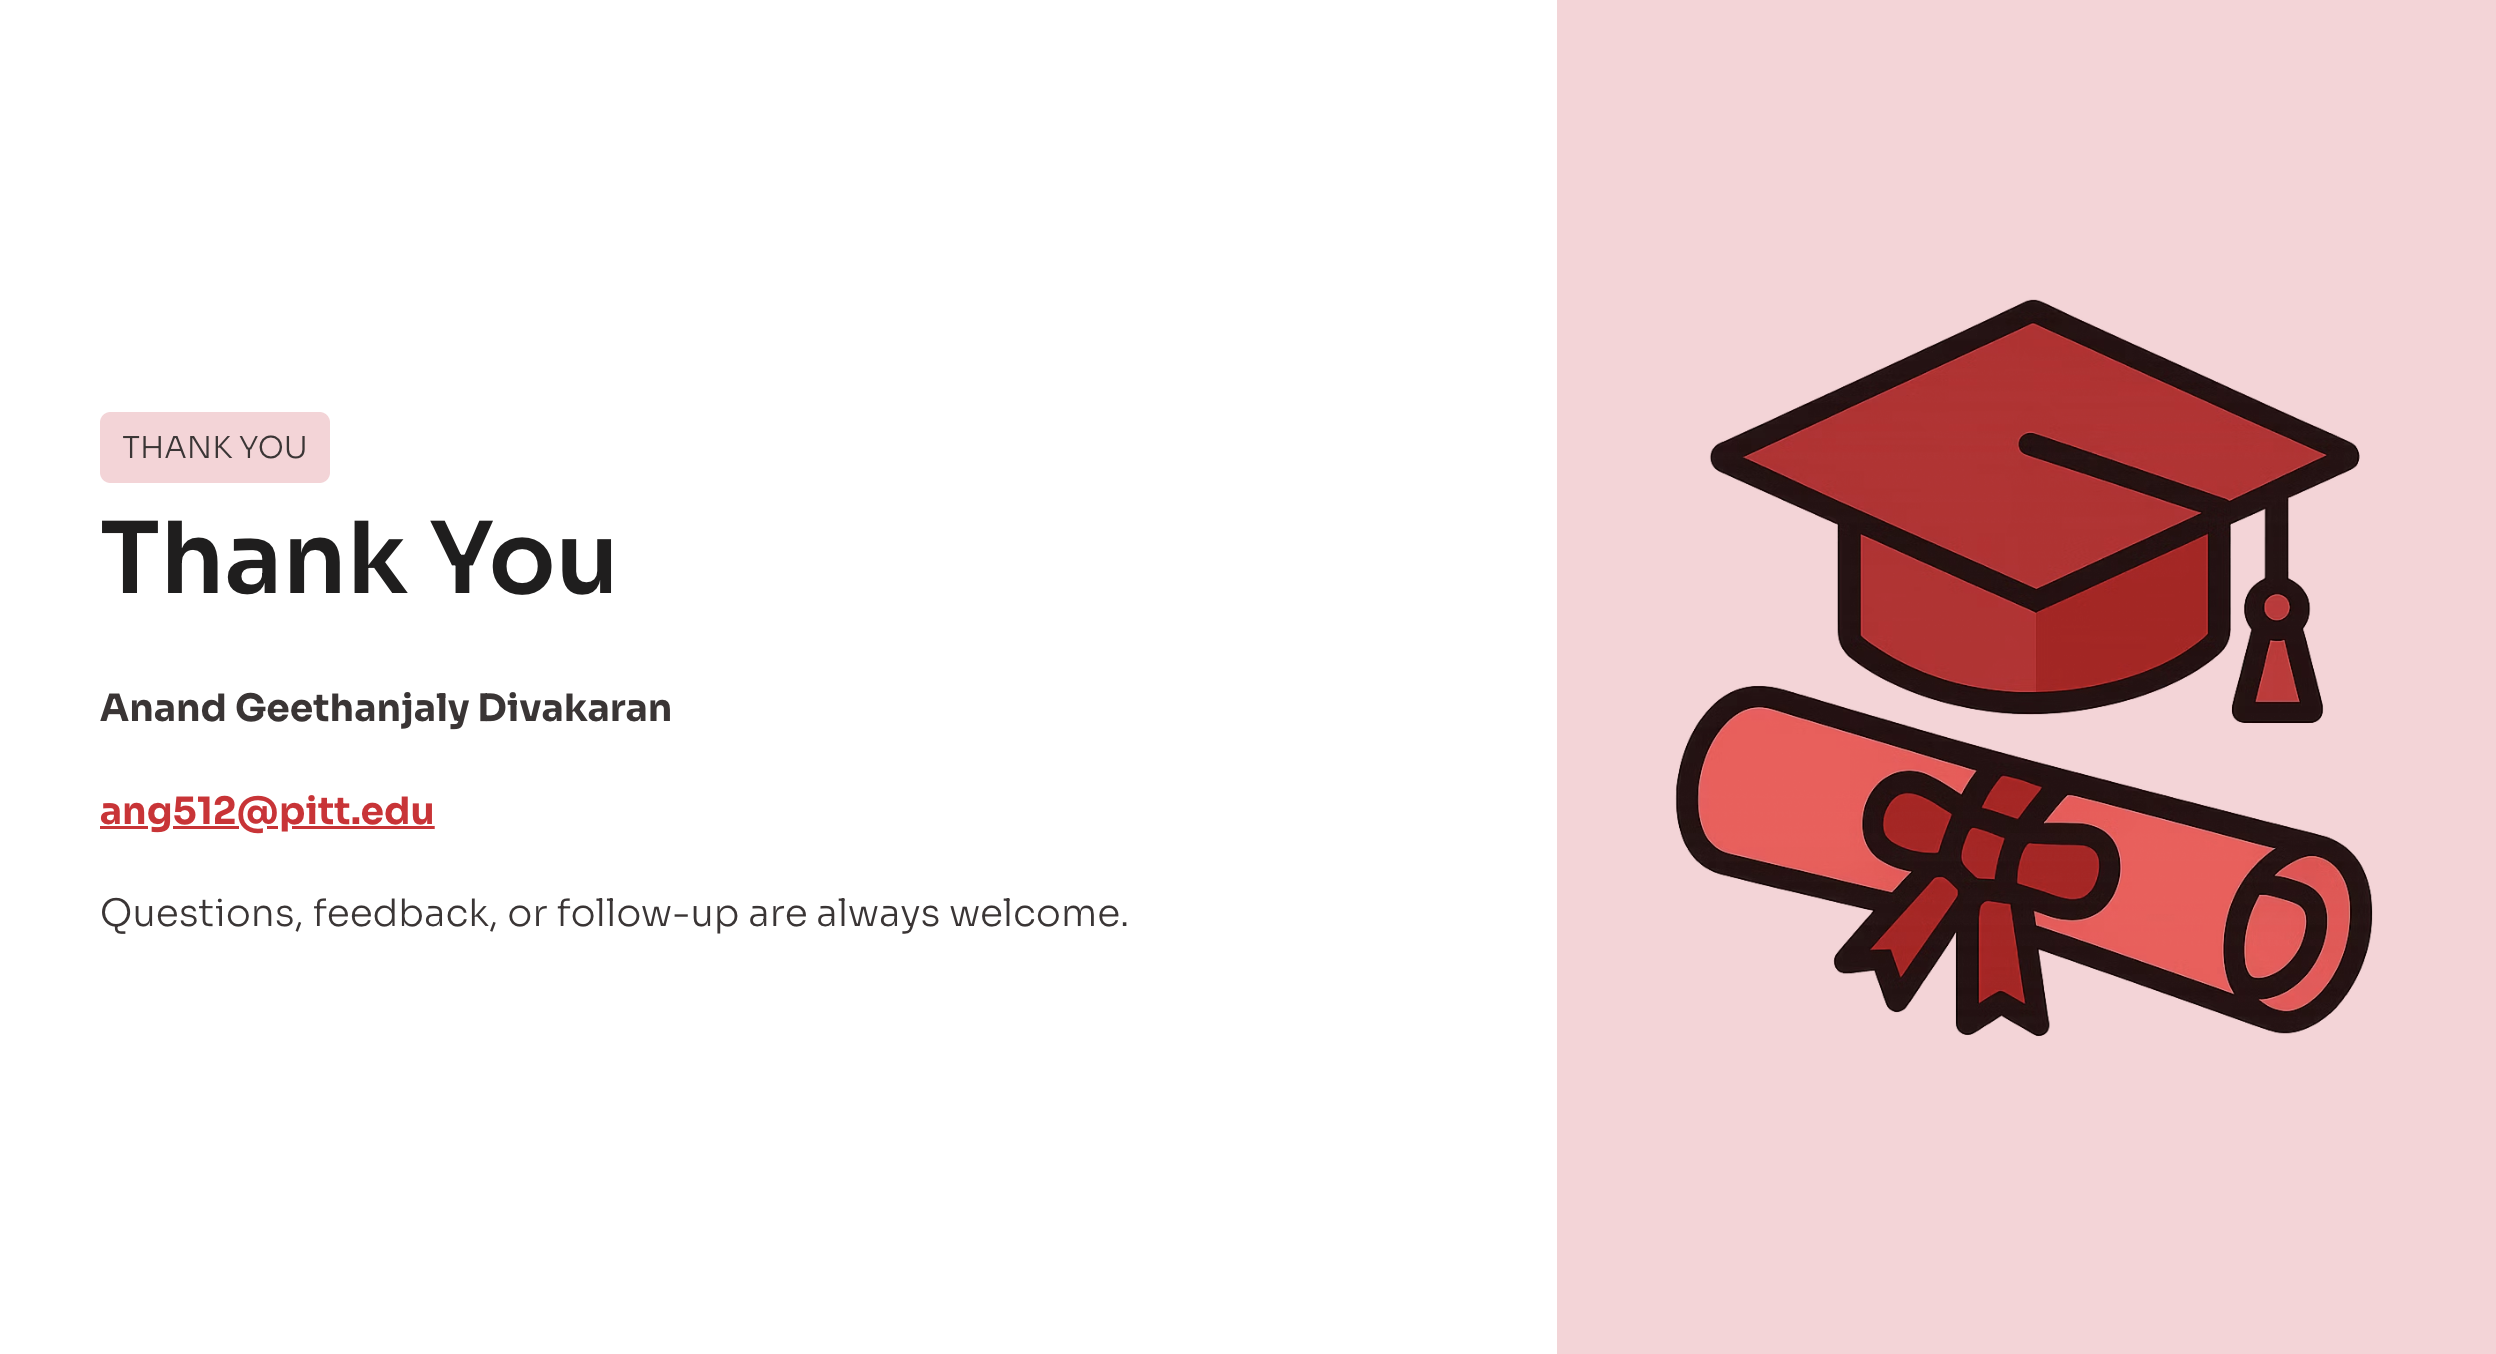 THANK YOU
Thank You
Anand Geethanjaly Divakaran
ang512@pitt.edu
Questions, feedback, or follow-up are always welcome.